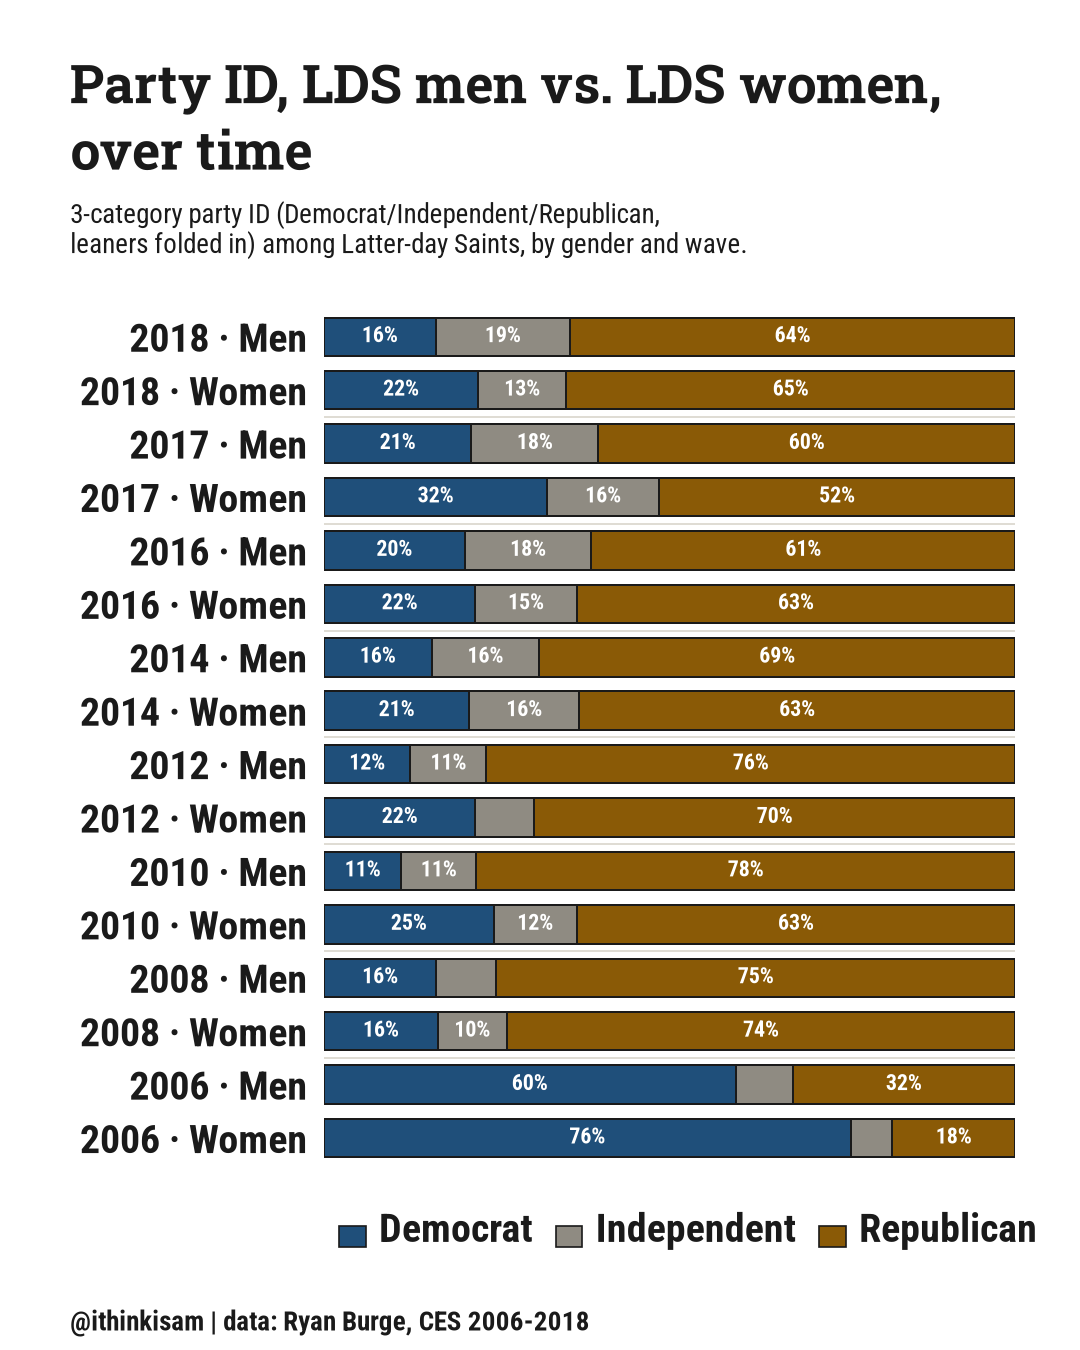 Party ID, LDS men vs. LDS women,
over time
3-category party ID (Democrat/Independent/Republican,
leaners folded in) among Latter-day Saints, by gender and wave.
2018 · Men 16% 19% 64%
2018 · Women 22% 13% 65%
2017 · Men 21% 18% 60%
2017 · Women 32% 16% 52%
2016 · Men 20% 18% 61%
2016 · Women 22% 15% 63%
2014 · Men 16% 16% 69%
2014 · Women 21% 16% 63%
2012 · Men 12% 11% 76%
2012 · Women 22% 70%
2010 · Men 11% 11% 78%
2010 · Women 25% 12% 63%
2008 · Men 16% 75%
2008 · Women 16% 10% 74%
2006 · Men 60% 32%
2006 · Women 76% 18%
Democrat Independent Republican
@ithinkisam | data: Ryan Burge, CES 2006-2018